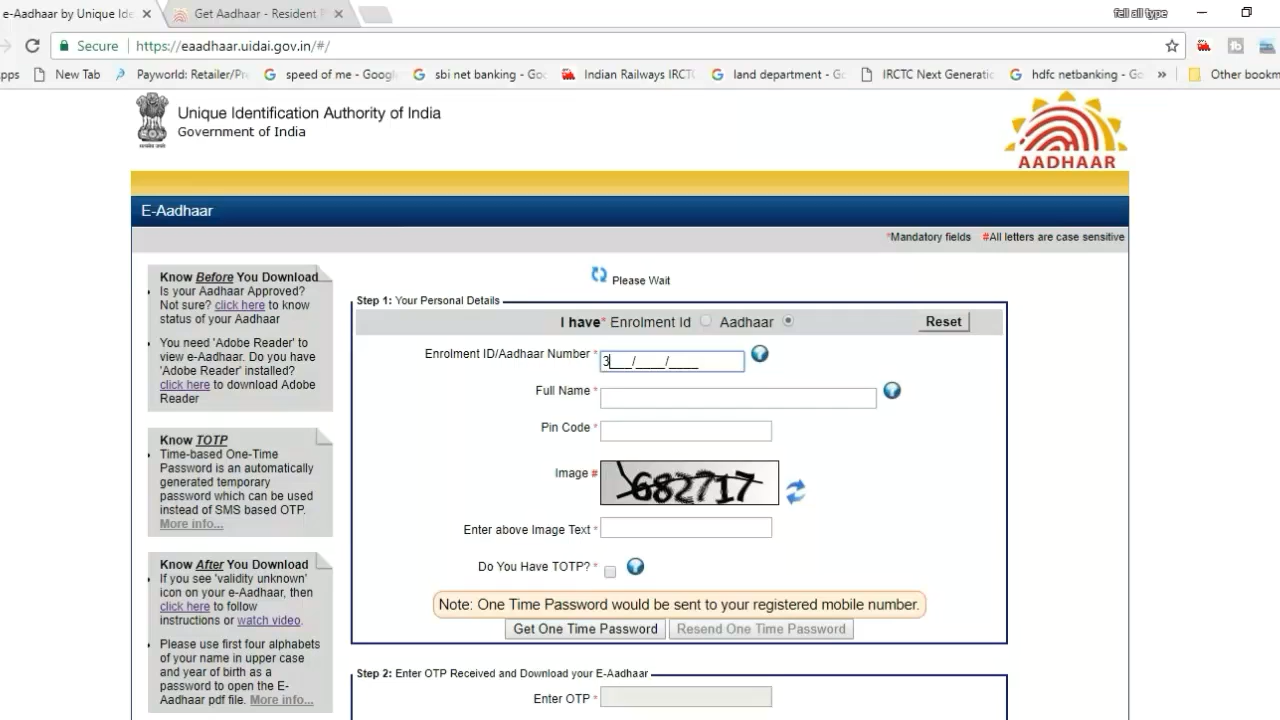 e-Aadhaar by Unique Ide
Get Aadhaar - Resident
fell all type
Secure
https://eaadhaar.uidai.gov.in/#/
pps
New Tab
Payworld: Retailer/Pr
speed of me - Googl
sbi net banking - Goo
Indian Railways IRCTC
land department - G
IRCTC Next Generati
hdfc netbanking - Go
»
Other bookm
Unique Identification Authority of India
Government of India
AADHAAR
E-Aadhaar
*Mandatory fields #All letters are case sensitive
Know Before You Download
Is your Aadhaar Approved?
Not sure? click here to know
status of your Aadhaar
You need 'Adobe Reader' to
view e-Aadhaar. Do you have
'Adobe Reader' installed?
click here to download Adobe
Reader
Know TOTP
Time-based One-Time
Password is an automatically
generated temporary
password which can be used
instead of SMS based OTP.
More info...
Know After You Download
If you see 'validity unknown'
icon on your e-Aadhaar, then
click here to follow
instructions or watch video.
Please use first four alphabets
of your name in upper case
and year of birth as a
password to open the E-
Aadhaar pdf file. More info...
Please Wait
Step 1: Your Personal Details
I have* Enrolment Id Aadhaar
Reset
Enrolment ID/Aadhaar Number *
3___/____/____
Full Name *
Pin Code *
Image #
682717
Enter above Image Text *
Do You Have TOTP? *
Note: One Time Password would be sent to your registered mobile number.
Get One Time Password
Resend One Time Password
Step 2: Enter OTP Received and Download your E-Aadhaar
Enter OTP *